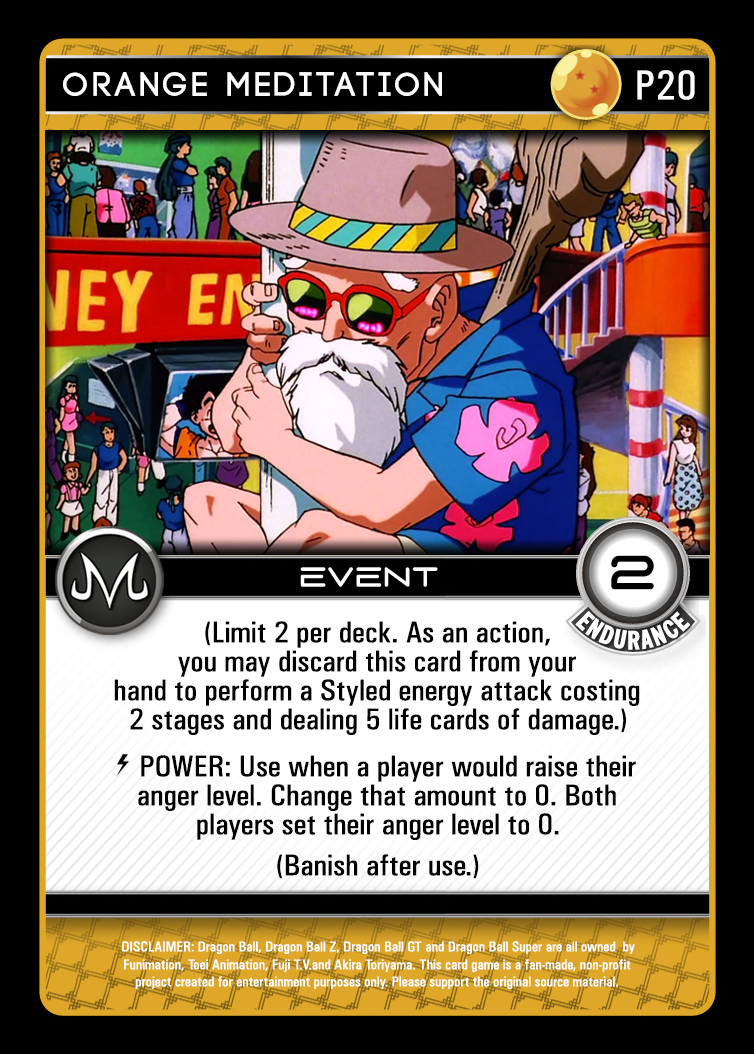 ORANGE MEDITATION
P20
NEY EN
EVENT
2
ENDURANCE
(Limit 2 per deck. As an action,
you may discard this card from your
hand to perform a Styled energy attack costing
2 stages and dealing 5 life cards of damage.)
POWER: Use when a player would raise their
anger level. Change that amount to 0. Both
players set their anger level to 0.
(Banish after use.)
DISCLAIMER: Dragon Ball, Dragon Ball Z, Dragon Ball GT and Dragon Ball Super are all owned by
Funimation, Toei Animation, Fuji T.V.and Akira Toriyama. This card game is a fan-made, non-profit
project created for entertainment purposes only. Please support the original source material.